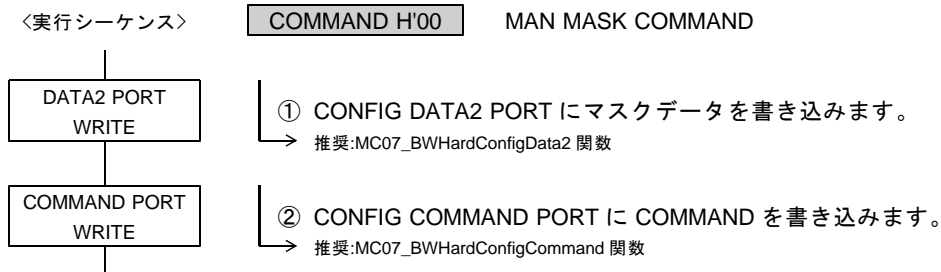 〈実行シーケンス〉 COMMAND H'00 MAN MASK COMMAND
DATA2 PORT
WRITE
① CONFIG DATA2 PORT にマスクデータを書き込みます。
推奨:MC07_BWHardConfigData2 関数
COMMAND PORT
WRITE
② CONFIG COMMAND PORT に COMMAND を書き込みます。
推奨:MC07_BWHardConfigCommand 関数